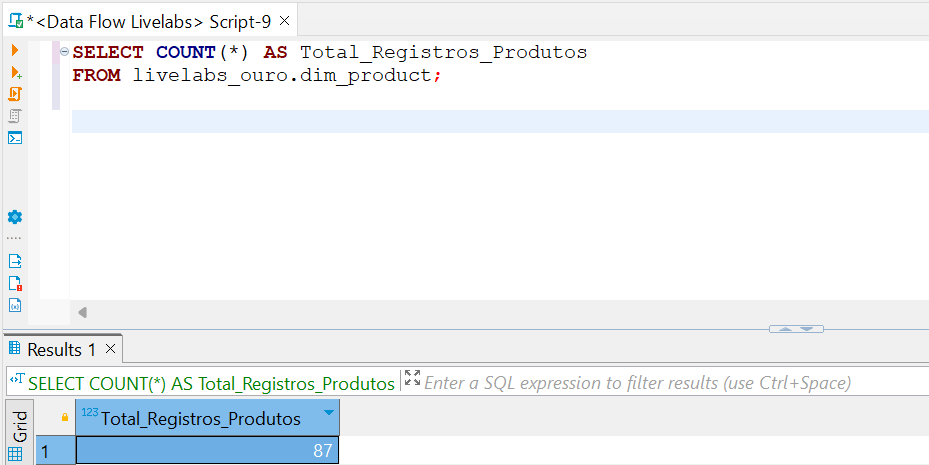 *<Data Flow Livelabs> Script-9
SELECT COUNT(*) AS Total_Registros_Produtos
FROM livelabs_ouro.dim_product;
Results 1
SELECT COUNT(*) AS Total_Registros_Produtos
Enter a SQL expression to filter results (use Ctrl+Space)
Grid
123 Total_Registros_Produtos
1 87